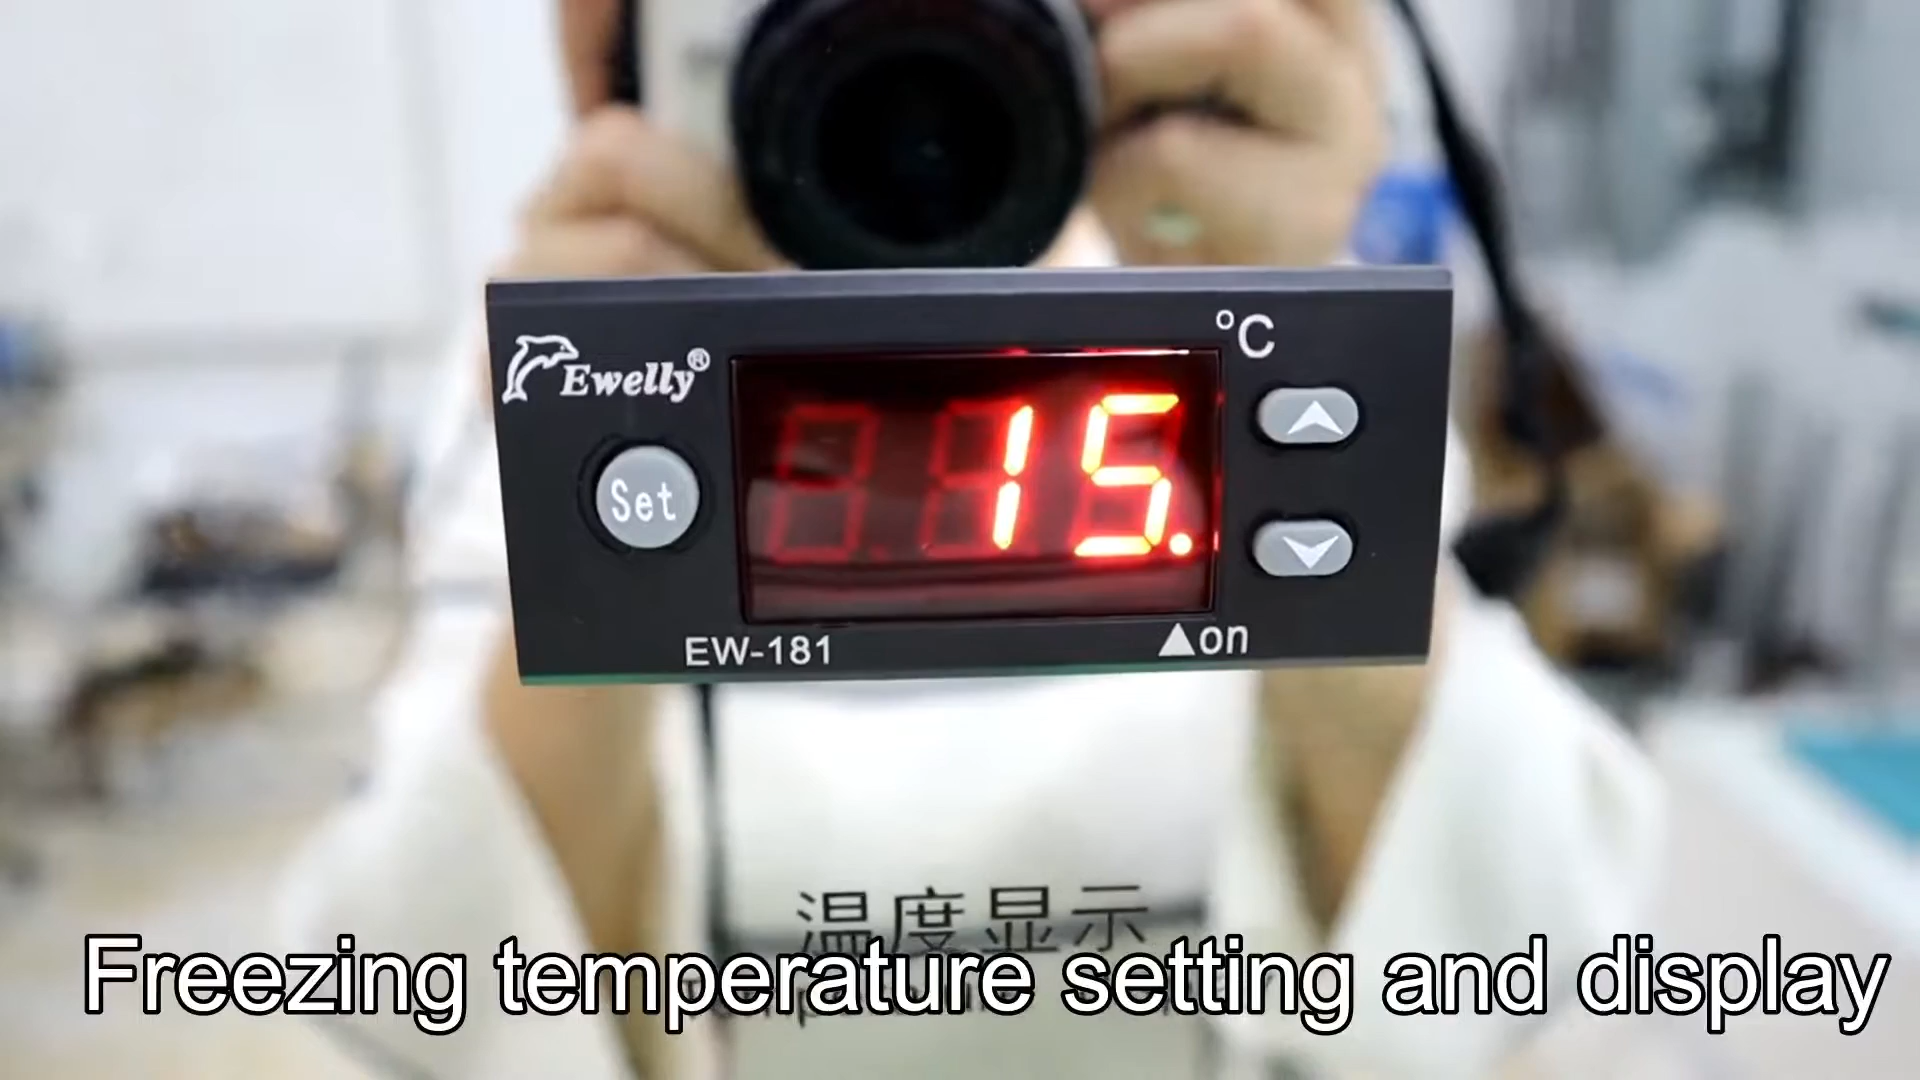 °C
Ewelly®
15.
Set
EW-181
▲on
温度显示
Freezing temperature setting and display